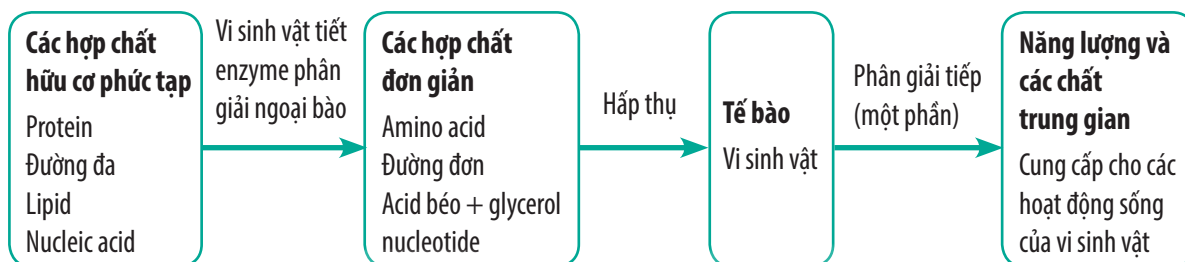 Các hợp chất
hữu cơ phức tạp
Protein
Đường đa
Lipid
Nucleic acid
Vi sinh vật tiết
enzyme phân
giải ngoại bào
Các hợp chất
đơn giản
Amino acid
Đường đơn
Acid béo + glycerol
nucleotide
Hấp thụ
Tế bào
Vi sinh vật
Phân giải tiếp
(một phần)
Năng lượng và
các chất
trung gian
Cung cấp cho các
hoạt động sống
của vi sinh vật